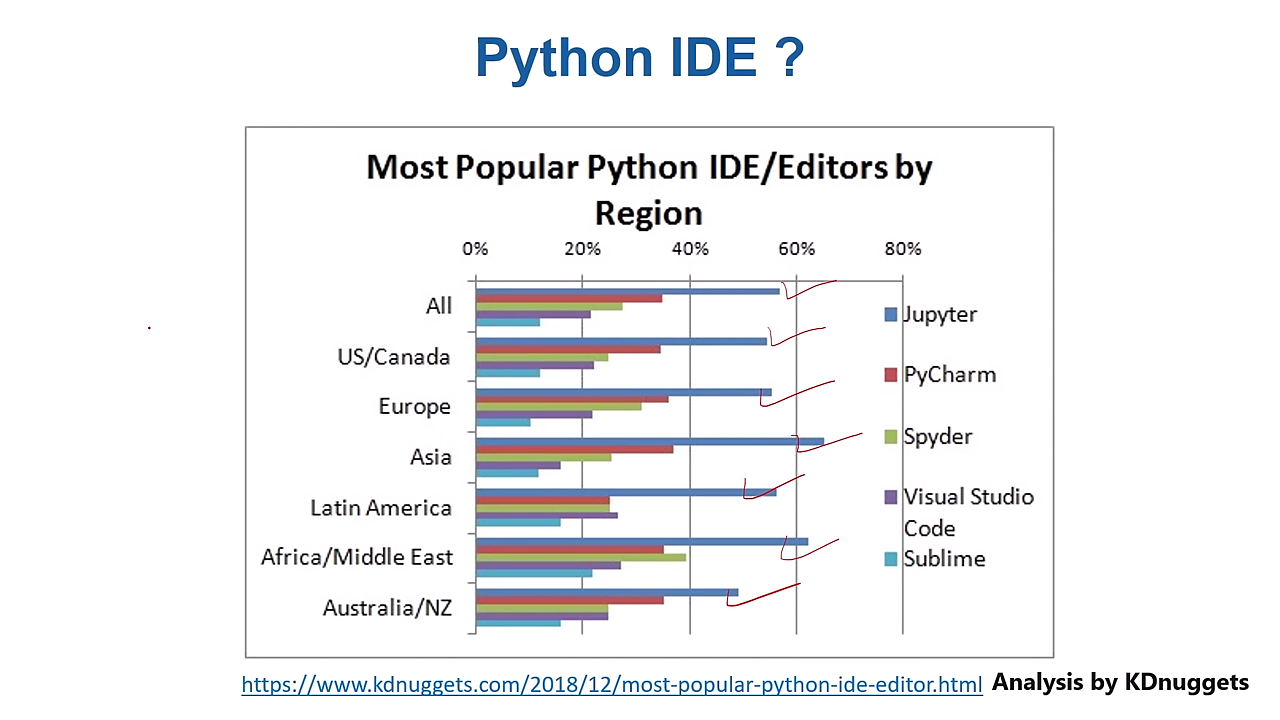 Python IDE ?
Most Popular Python IDE/Editors by
Region
0% 20% 40% 60% 80%
All
US/Canada
Europe
Asia
Latin America
Africa/Middle East
Australia/NZ
Jupyter
PyCharm
Spyder
Visual Studio
Code
Sublime
https://www.kdnuggets.com/2018/12/most-popular-python-ide-editor.html Analysis by KDnuggets